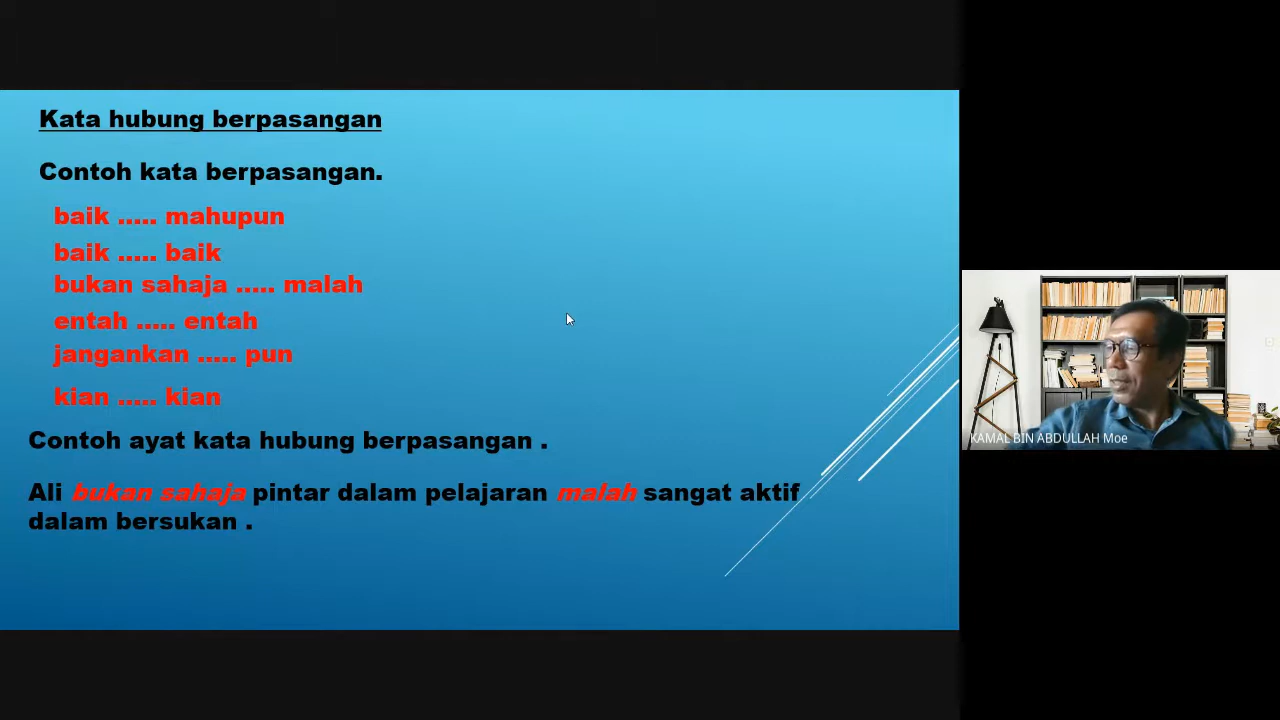 Kata hubung berpasangan
Contoh kata berpasangan.
baik ..... mahupun
baik ..... baik
bukan sahaja ..... malah
entah ..... entah
jangankan ..... pun
kian ..... kian
Contoh ayat kata hubung berpasangan .
Ali bukan sahaja pintar dalam pelajaran malah sangat aktif
dalam bersukan .
KAMAL BIN ABDULLAH Moe